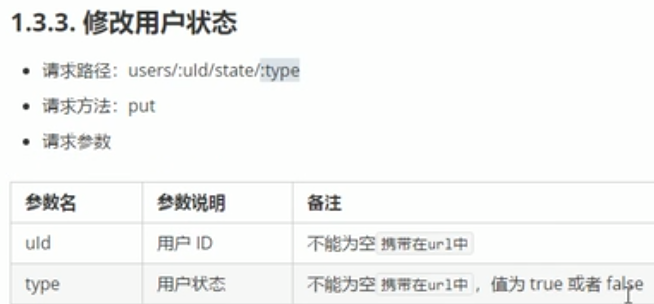 1.3.3. 修改用户状态
请求路径：users/:uId/state/:type
请求方法：put
请求参数
参数名 参数说明 备注
uId 用户 ID 不能为空携带在url中
type 用户状态 不能为空携带在url中，值为 true 或者 false